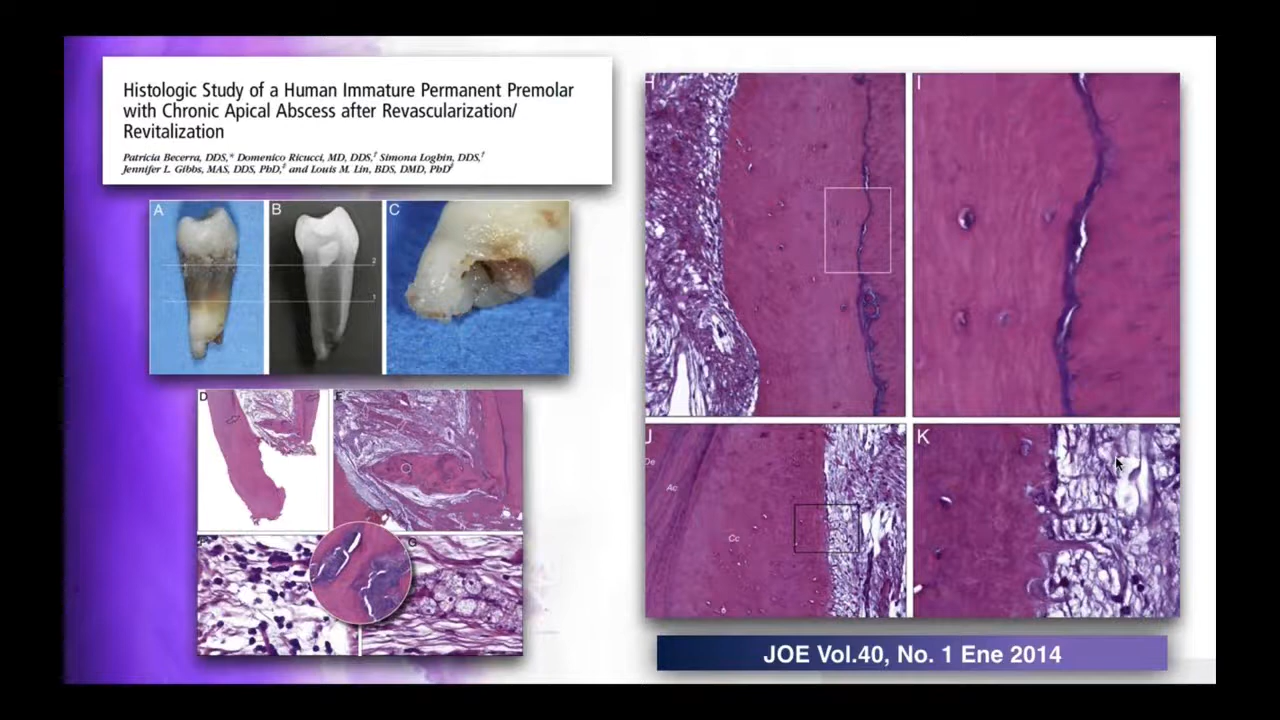 Histologic Study of a Human Immature Permanent Premolar
with Chronic Apical Abscess after Revascularization/
Revitalization
Patricia Becerra, DDS,* Domenico Ricucci, MD, DDS,† Simona Loghin, DDS,†
Jennifer L. Gibbs, MAS, DDS, PhD,‡ and Louis M. Lin, BDS, DMD, PhD
A
B
C
2
1
D
E
G
H
I
J
De
Ac
Cc
K
JOE Vol.40, No. 1 Ene 2014